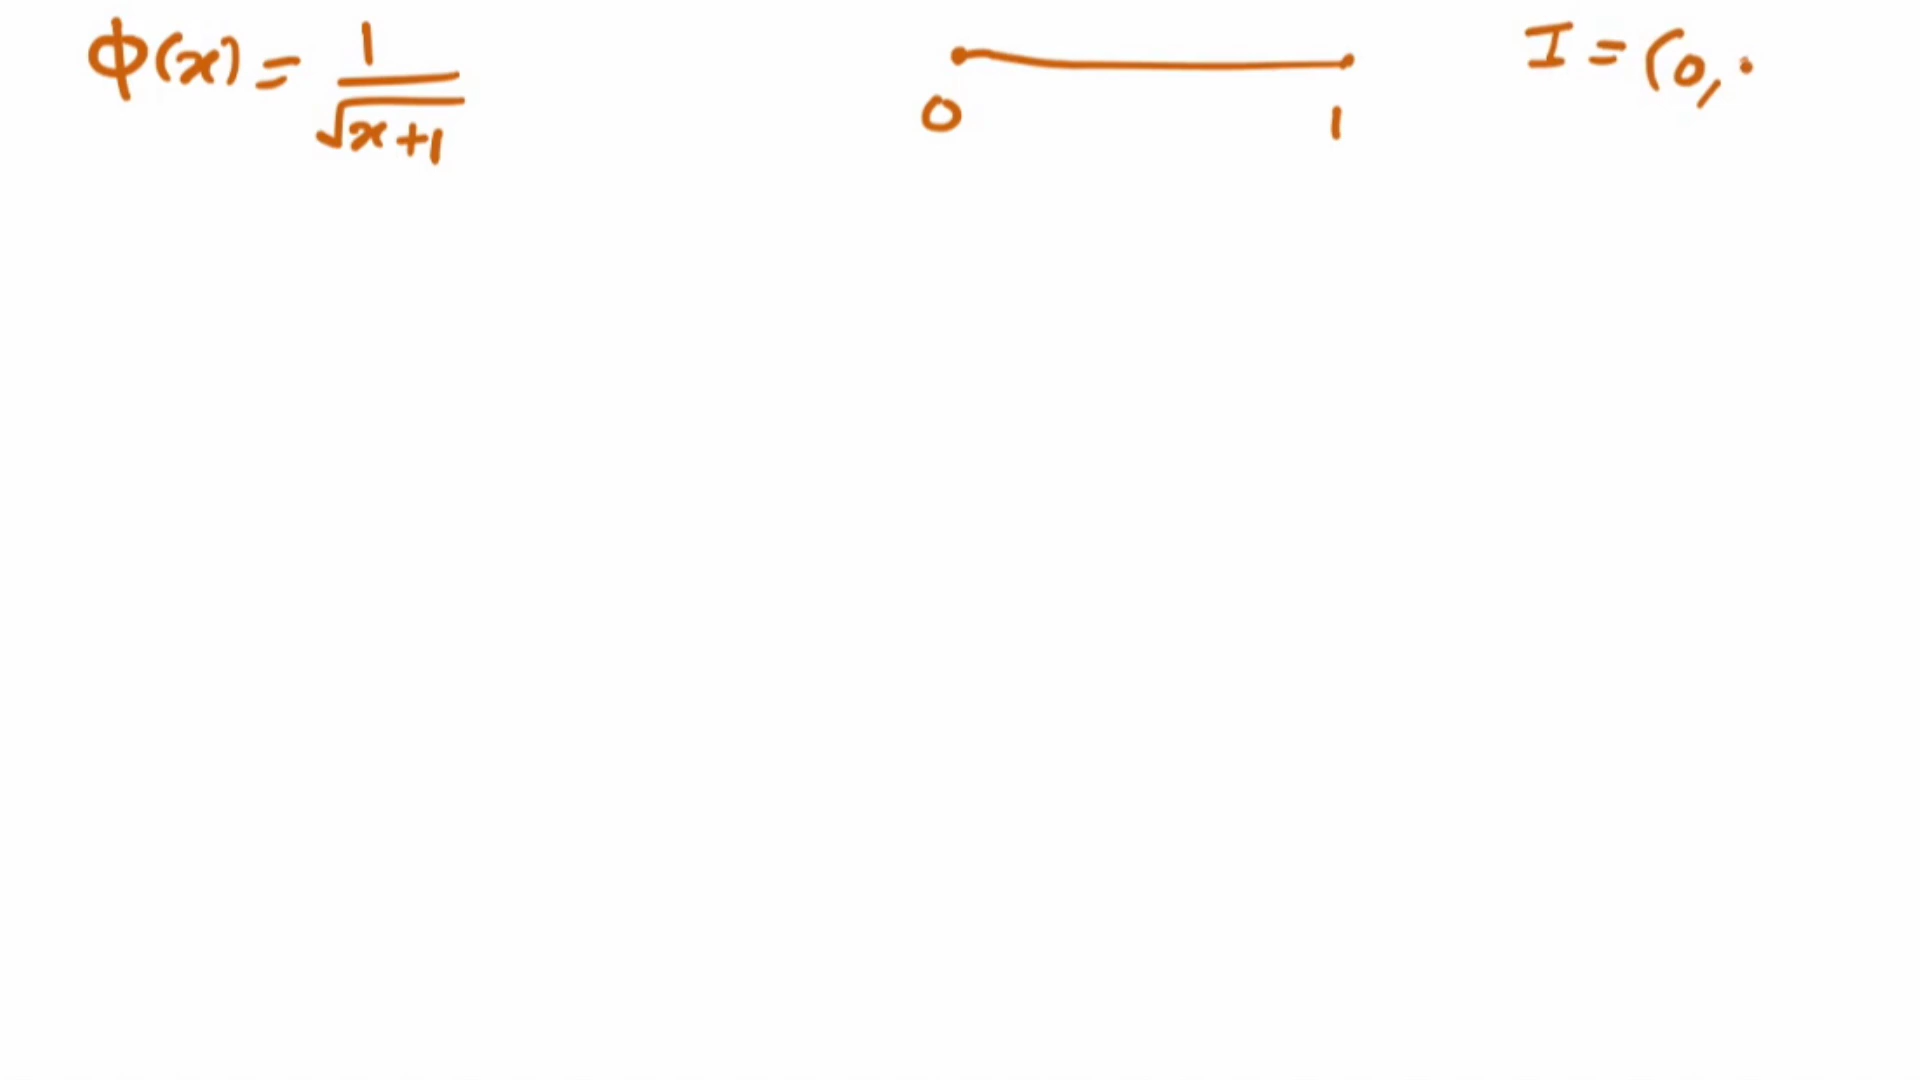 ϕ(x) = 1/√(x+1)
0 1
I = (0, ·